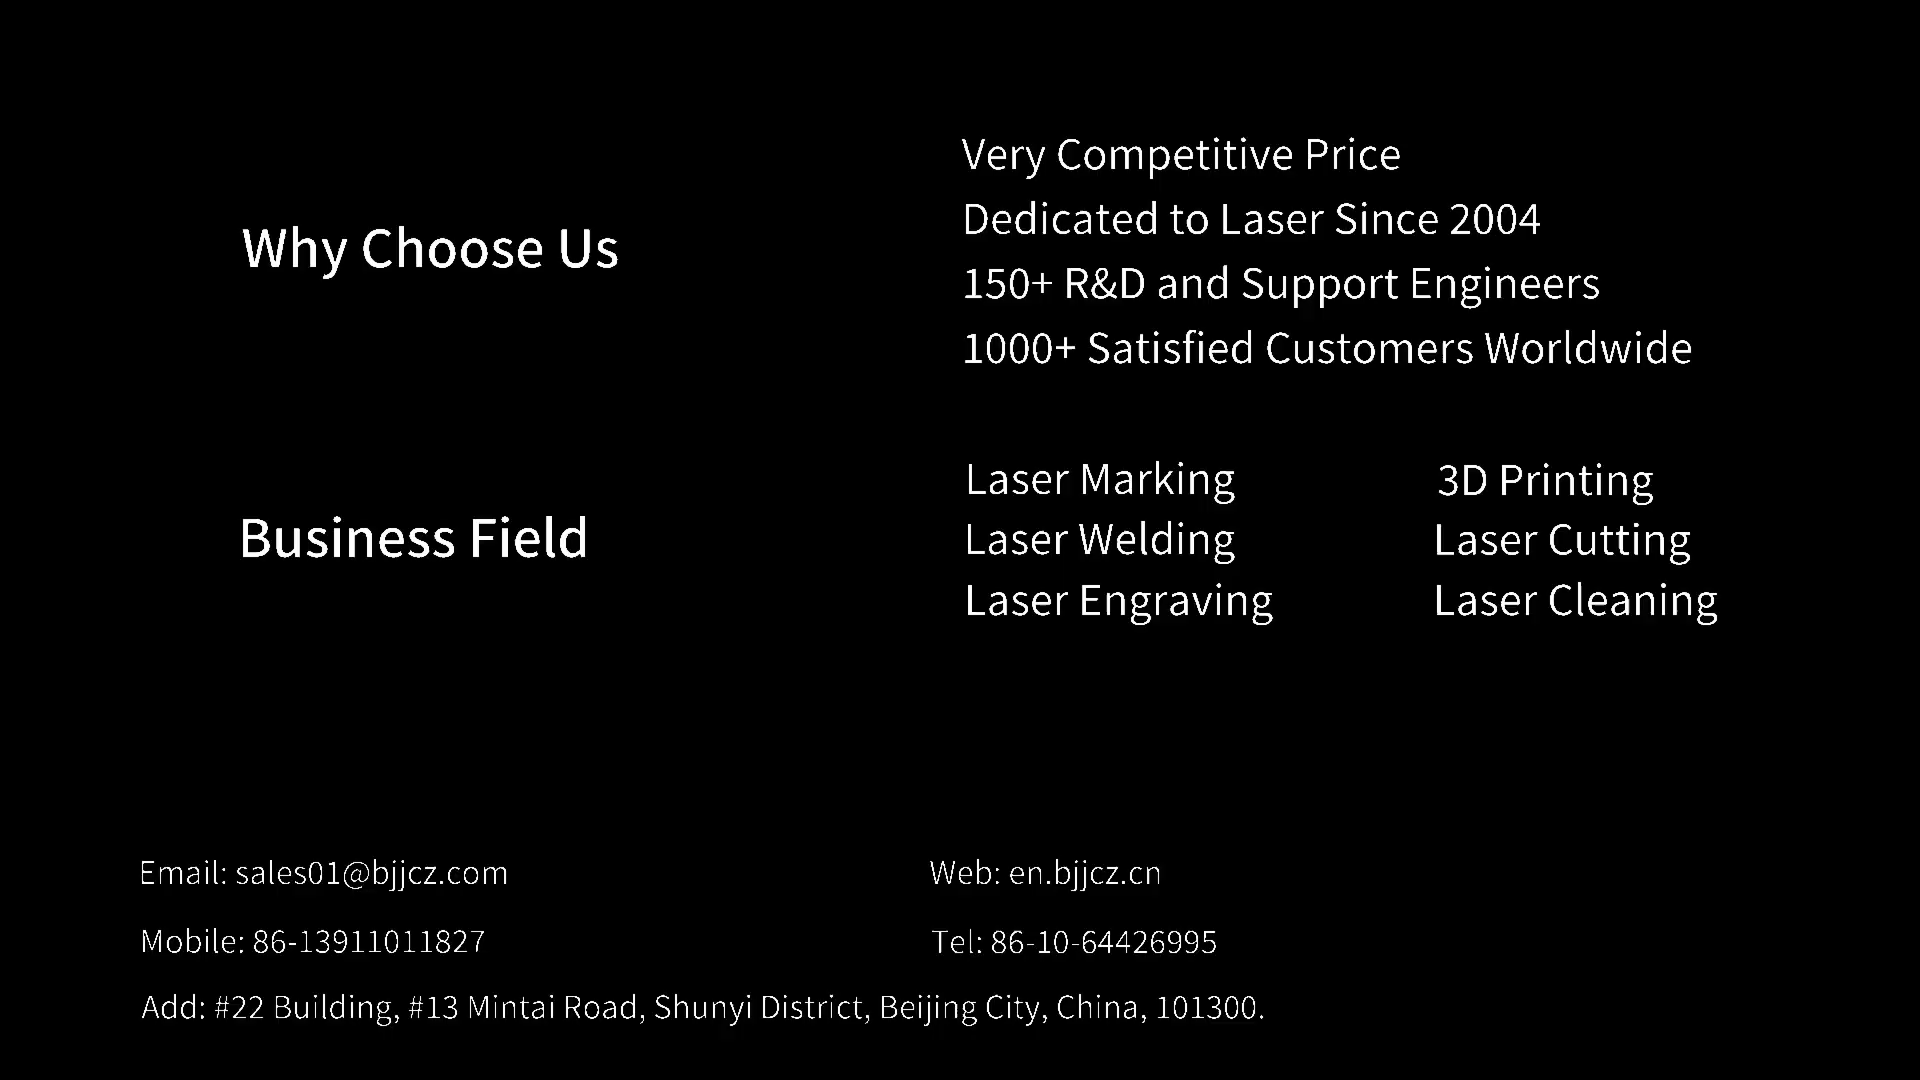 Why Choose Us
Very Competitive Price
Dedicated to Laser Since 2004
150+ R&D and Support Engineers
1000+ Satisfied Customers Worldwide
Business Field
Laser Marking
3D Printing
Laser Welding
Laser Cutting
Laser Engraving
Laser Cleaning
Email: sales01@bjjcz.com
Web: en.bjjcz.cn
Mobile: 86-13911011827
Tel: 86-10-64426995
Add: #22 Building, #13 Mintai Road, Shunyi District, Beijing City, China, 101300.